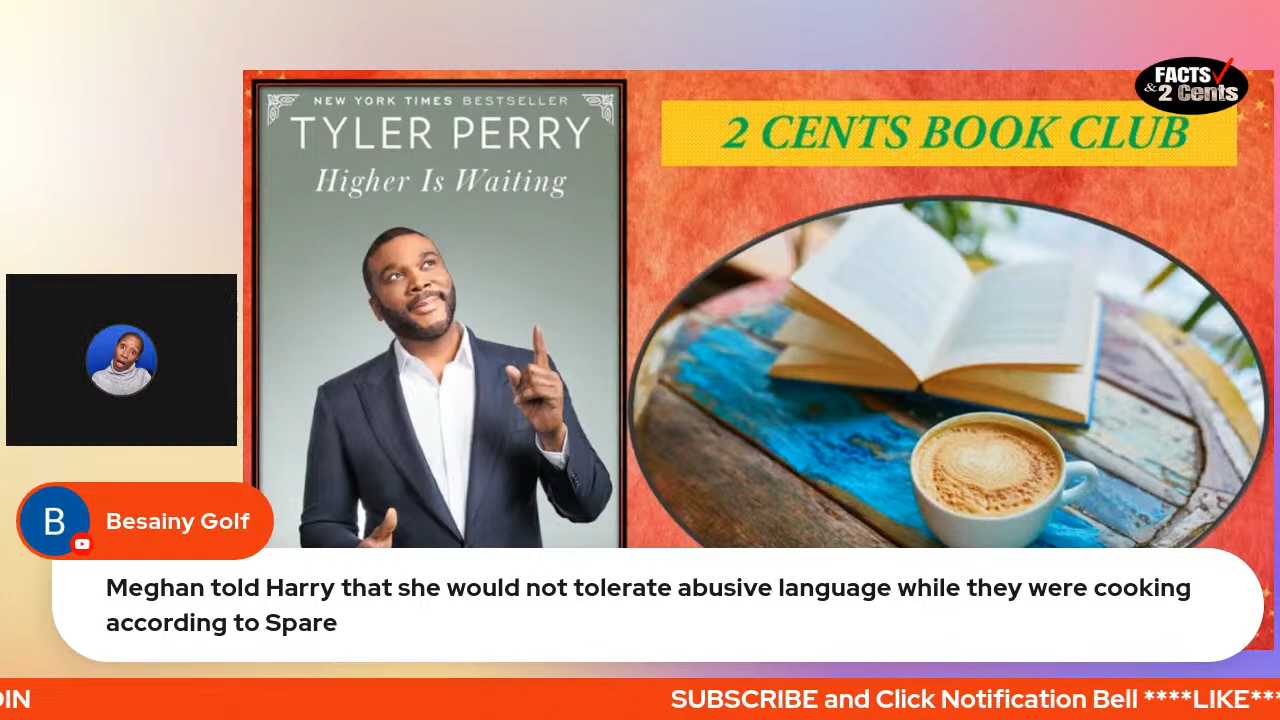 FACTS
& 2 Cents
NEW YORK TIMES BESTSELLER
TYLER PERRY
Higher Is Waiting
2 CENTS BOOK CLUB
B
Besainy Golf
Meghan told Harry that she would not tolerate abusive language while they were cooking
according to Spare
OIN SUBSCRIBE and Click Notification Bell ****LIKE***